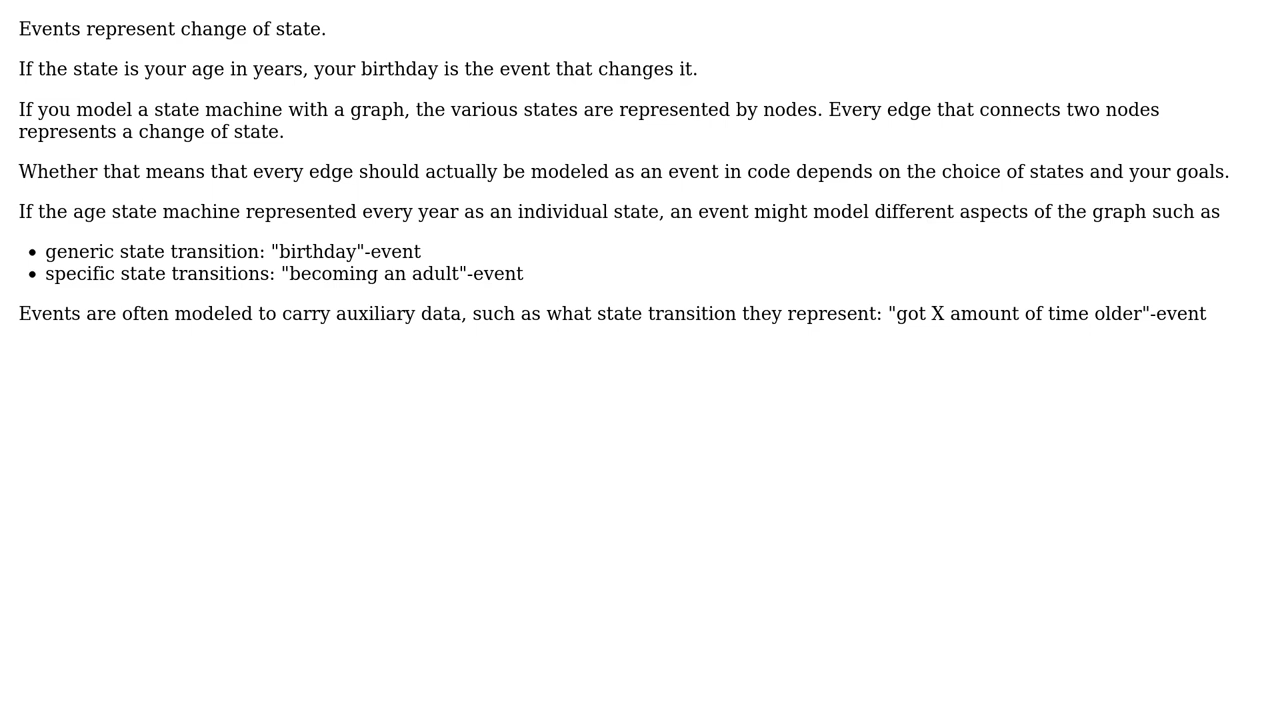 Events represent change of state.
If the state is your age in years, your birthday is the event that changes it.
If you model a state machine with a graph, the various states are represented by nodes. Every edge that connects two nodes
represents a change of state.
Whether that means that every edge should actually be modeled as an event in code depends on the choice of states and your goals.
If the age state machine represented every year as an individual state, an event might model different aspects of the graph such as
• generic state transition: "birthday"-event
• specific state transitions: "becoming an adult"-event
Events are often modeled to carry auxiliary data, such as what state transition they represent: "got X amount of time older"-event